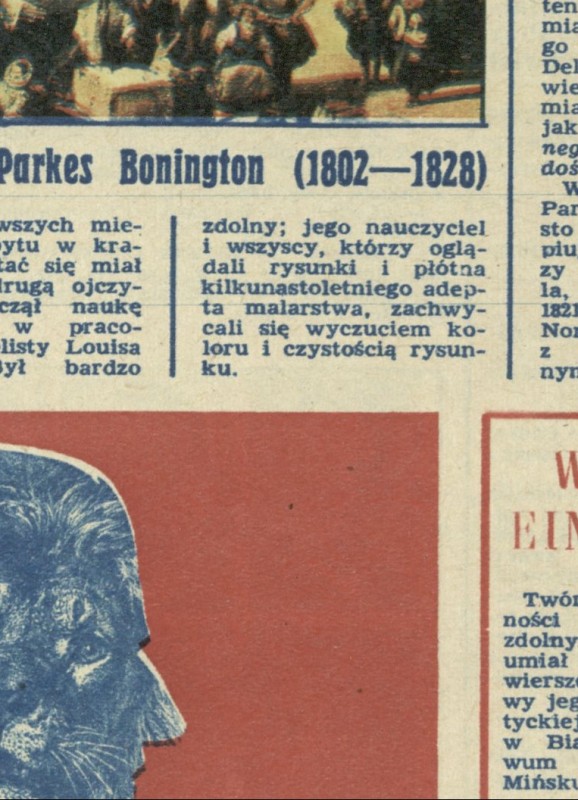 Parkes Bonington (1802—1828)
wszych mie-
bytu w kra-
tać się miał
drugą ojczy-
czął naukę
w praco-
listy Louisa
Był bardzo
zdolny; jego nauczyciel
i wszyscy, którzy oglą-
dali rysunki i płótna
kilkunastoletniego adep-
ta malarstwa, zachwy-
cali się wyczuciem ko-
loru i czystością rysun-
ku.
ten
mia
go
Del
wie
mia
jak
neg
doś
W
Par
sto
piu
zy
la,
1821
Nor
z
nym
W
EIN
Twór
ności
zdolny
umiał
wiersze
wy jeg
tyckiej
w Bia
wum
Mińsku